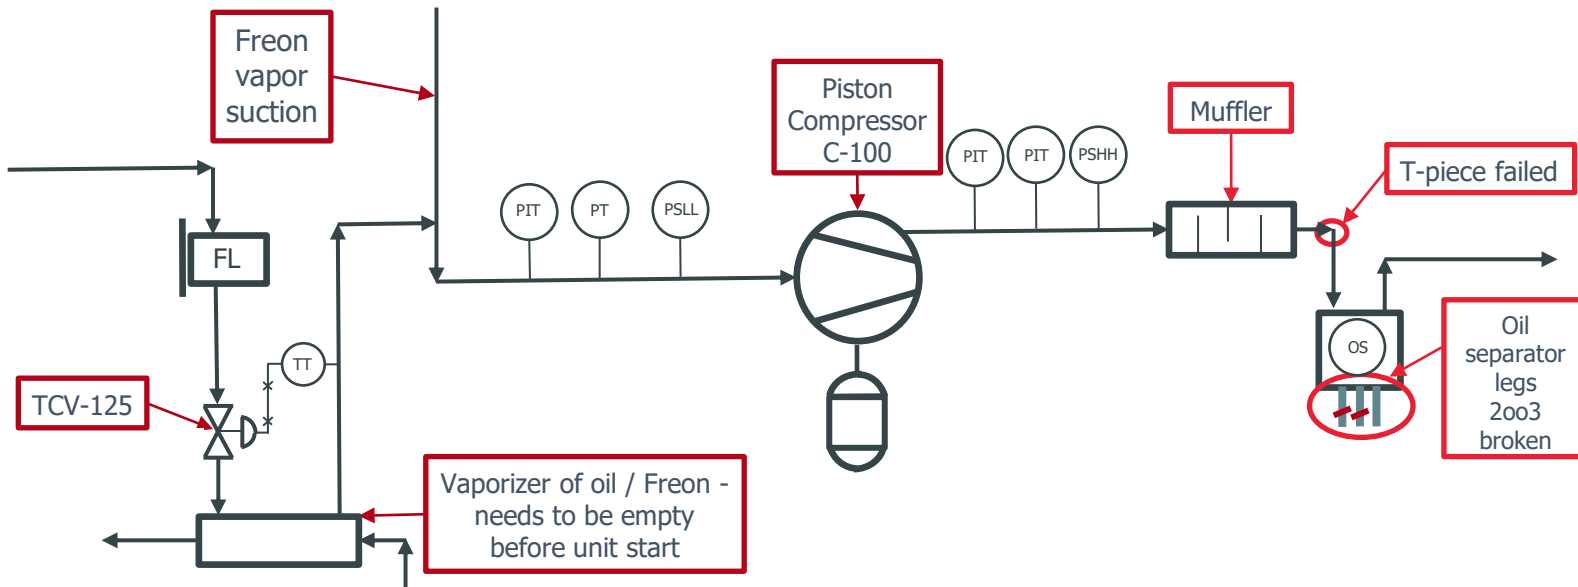 Freon
vapor
suction
Piston
Compressor
C-100
Muffler
T-piece failed
PIT
PIT
PSHH
PIT
PT
PSLL
FL
TT
TCV-125
OS
Oil
separator
legs
2oo3
broken
Vaporizer of oil / Freon -
needs to be empty
before unit start